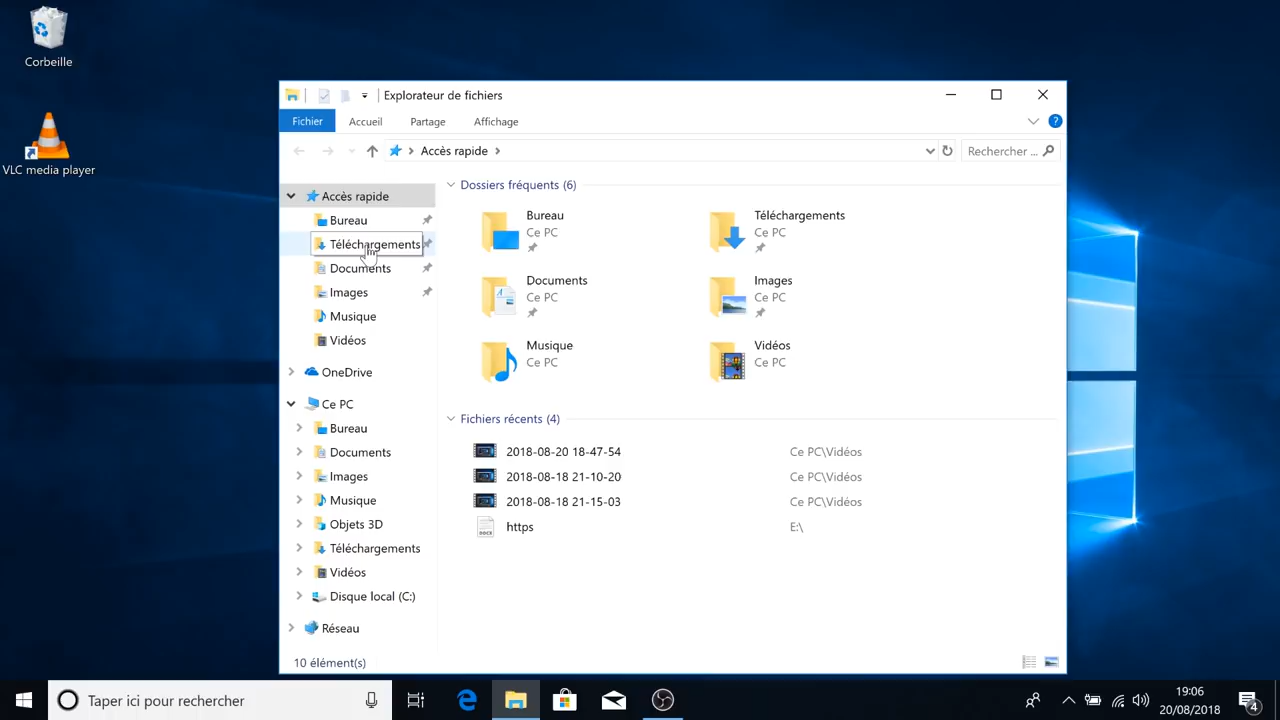 Corbeille
VLC media player
Explorateur de fichiers
Fichier Accueil Partage Affichage
Accès rapide
Rechercher ...
Accès rapide
Bureau
Téléchargements
Documents
Images
Musique
Vidéos
OneDrive
Ce PC
Bureau
Documents
Images
Musique
Objets 3D
Téléchargements
Vidéos
Disque local (C:)
Réseau
Dossiers fréquents (6)
Bureau
Ce PC
Téléchargements
Ce PC
Documents
Ce PC
Images
Ce PC
Musique
Ce PC
Vidéos
Ce PC
Fichiers récents (4)
2018-08-20 18-47-54 Ce PC\Vidéos
2018-08-18 21-10-20 Ce PC\Vidéos
2018-08-18 21-15-03 Ce PC\Vidéos
https E:\
10 élément(s)
Taper ici pour rechercher
19:06
20/08/2018
4